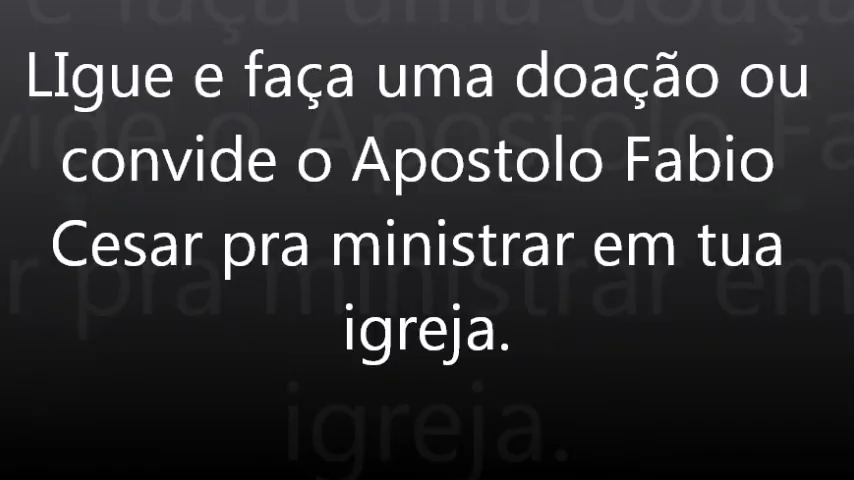 LIgue e faça uma doação ou
convide o Apostolo Fabio
Cesar pra ministrar em tua
igreja.